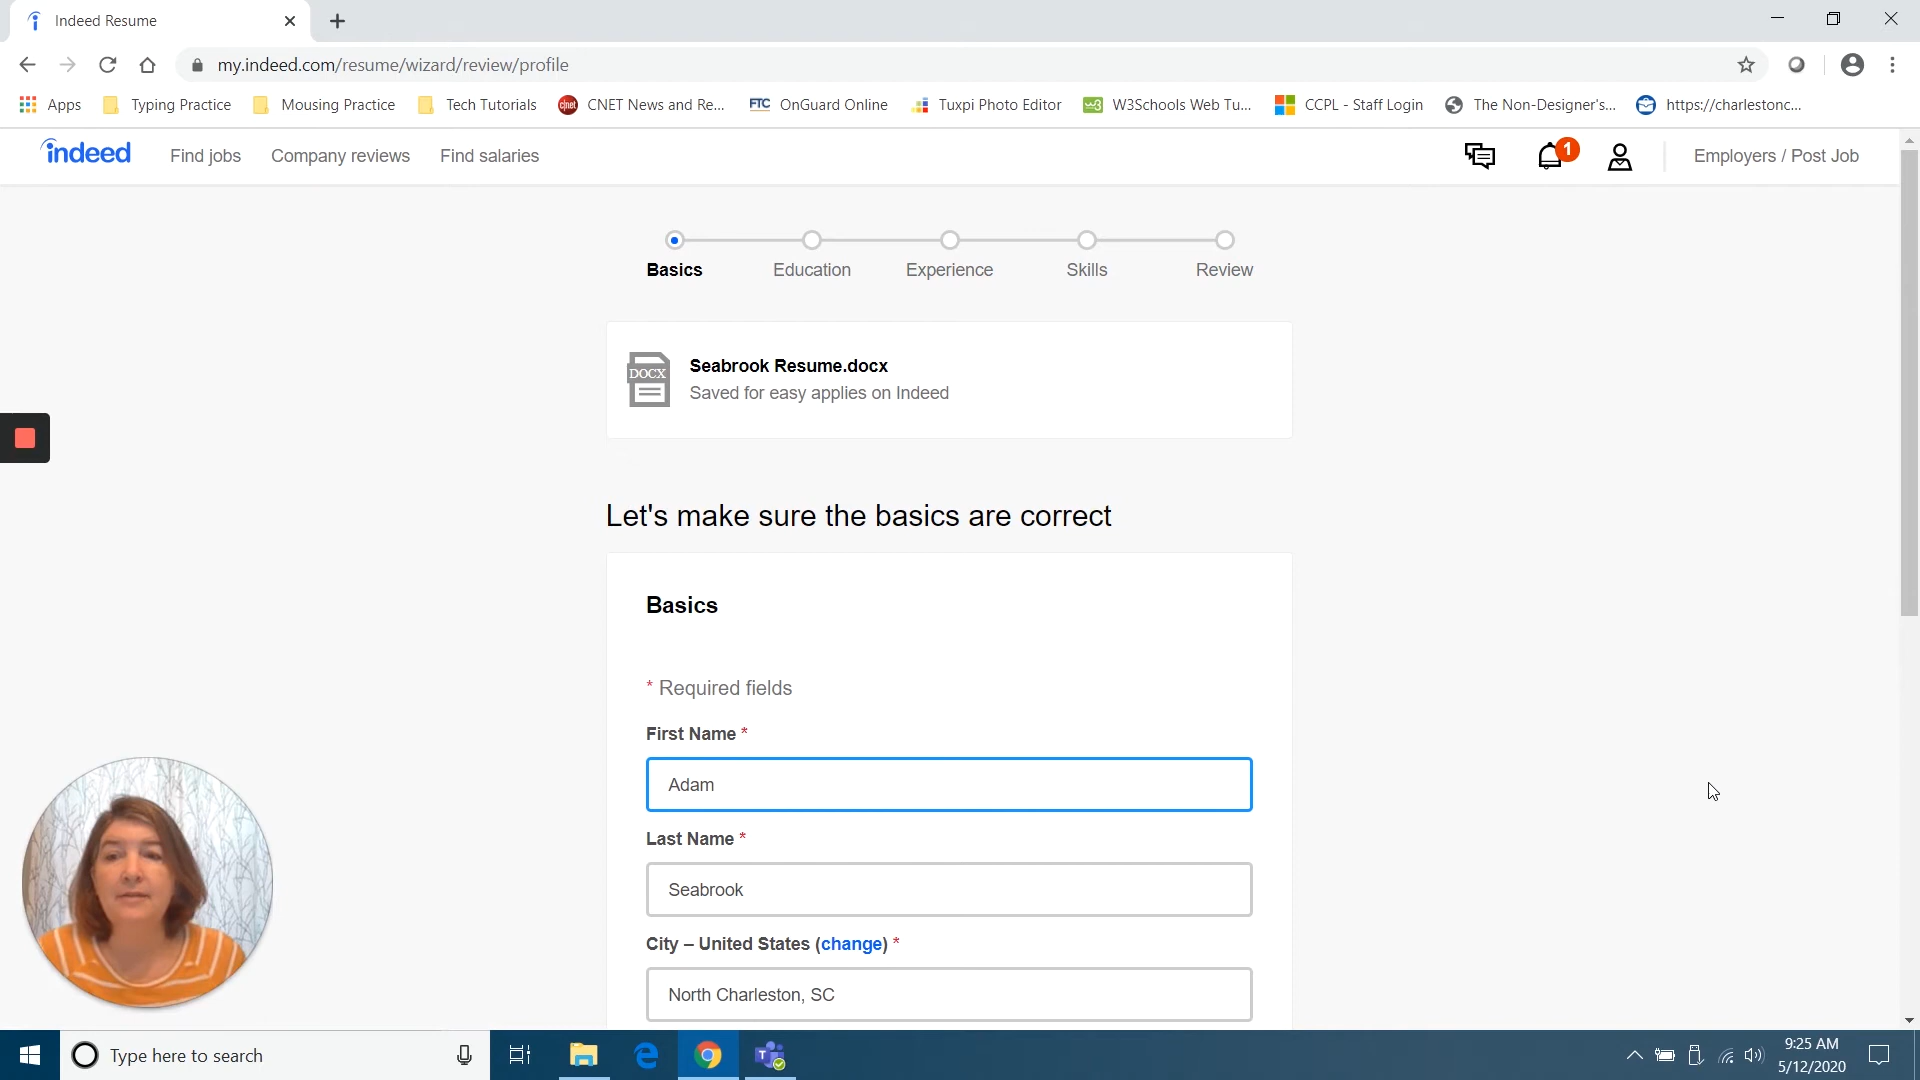 Indeed Resume
my.indeed.com/resume/wizard/review/profile
Apps Typing Practice Mousing Practice Tech Tutorials cnet CNET News and Re... FTC OnGuard Online Tuxpi Photo Editor w3 W3Schools Web Tu... CCPL - Staff Login The Non-Designer's... https://charlestonc...
indeed Find jobs Company reviews Find salaries 1 Employers / Post Job
Basics Education Experience Skills Review
DOCX
Seabrook Resume.docx
Saved for easy applies on Indeed
Let's make sure the basics are correct
Basics
* Required fields
First Name *
Adam
Last Name *
Seabrook
City – United States (change) *
North Charleston, SC
Type here to search
9:25 AM
5/12/2020